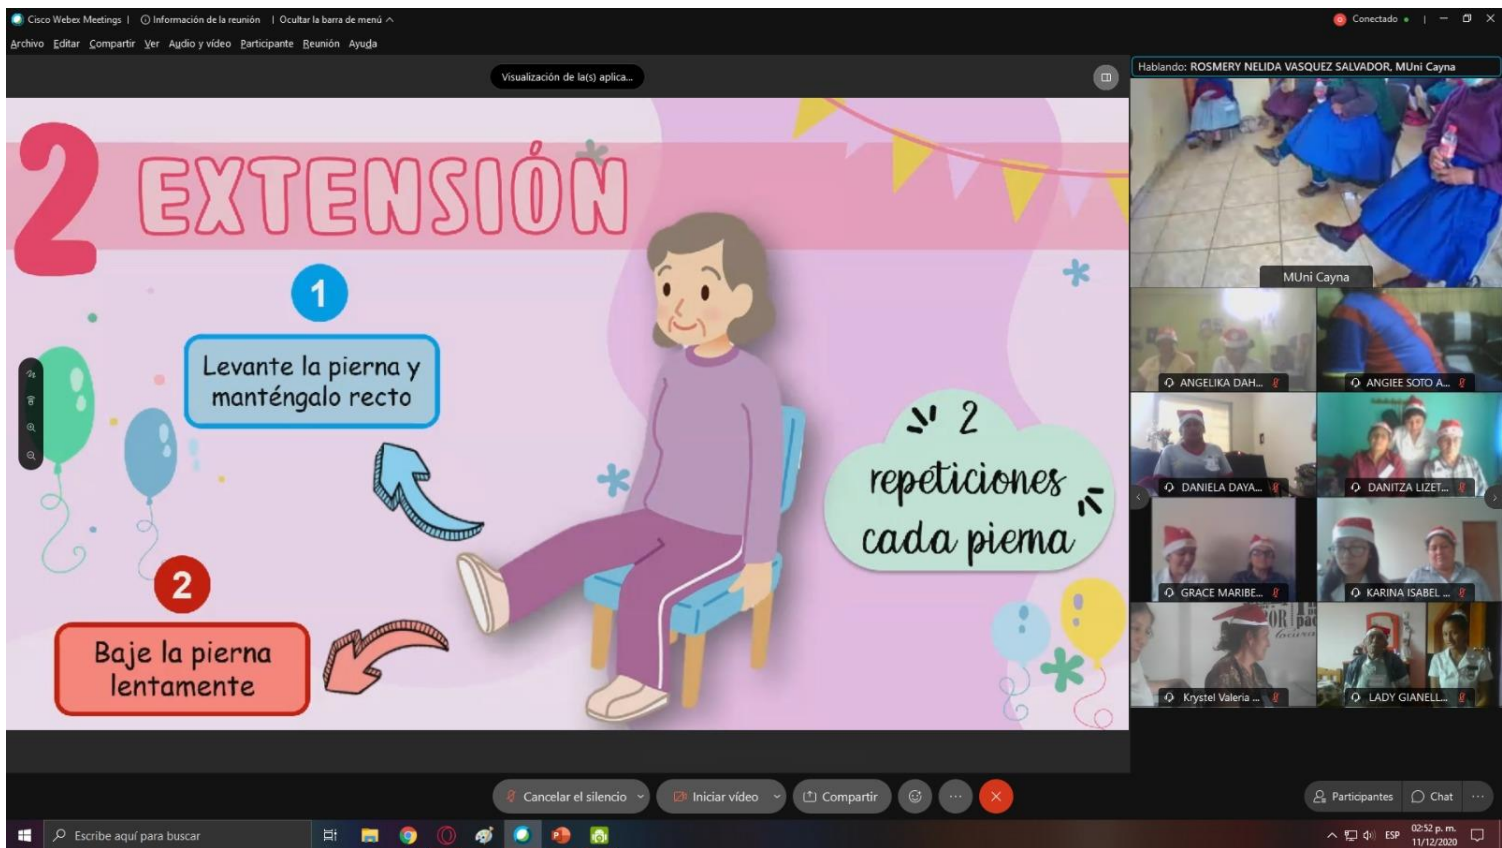 Cisco Webex Meetings | Información de la reunión | Ocultar la barra de menú
Conectado
Archivo Editar Compartir Ver Audio y vídeo Participante Reunión Ayuda
Visualización de la(s) aplica...
Hablando: ROSMERY NELIDA VASQUEZ SALVADOR, MUni Cayna
2 EXTENSIÓN
1
Levante la pierna y
manténgalo recto
2
Baje la pierna
lentamente
2
repeticiones
cada pierna
MUni Cayna
ANGELIKA DAH...
ANGIEE SOTO A...
DANIELA DAYA...
DANITZA LIZET...
GRACE MARIBE...
KARINA ISABEL ...
Krystel Valeria ...
LADY GIANELL...
Cancelar el silencio
Iniciar vídeo
Compartir
Participantes
Chat
Escribe aquí para buscar
ESP
02:52 p. m.
11/12/2020